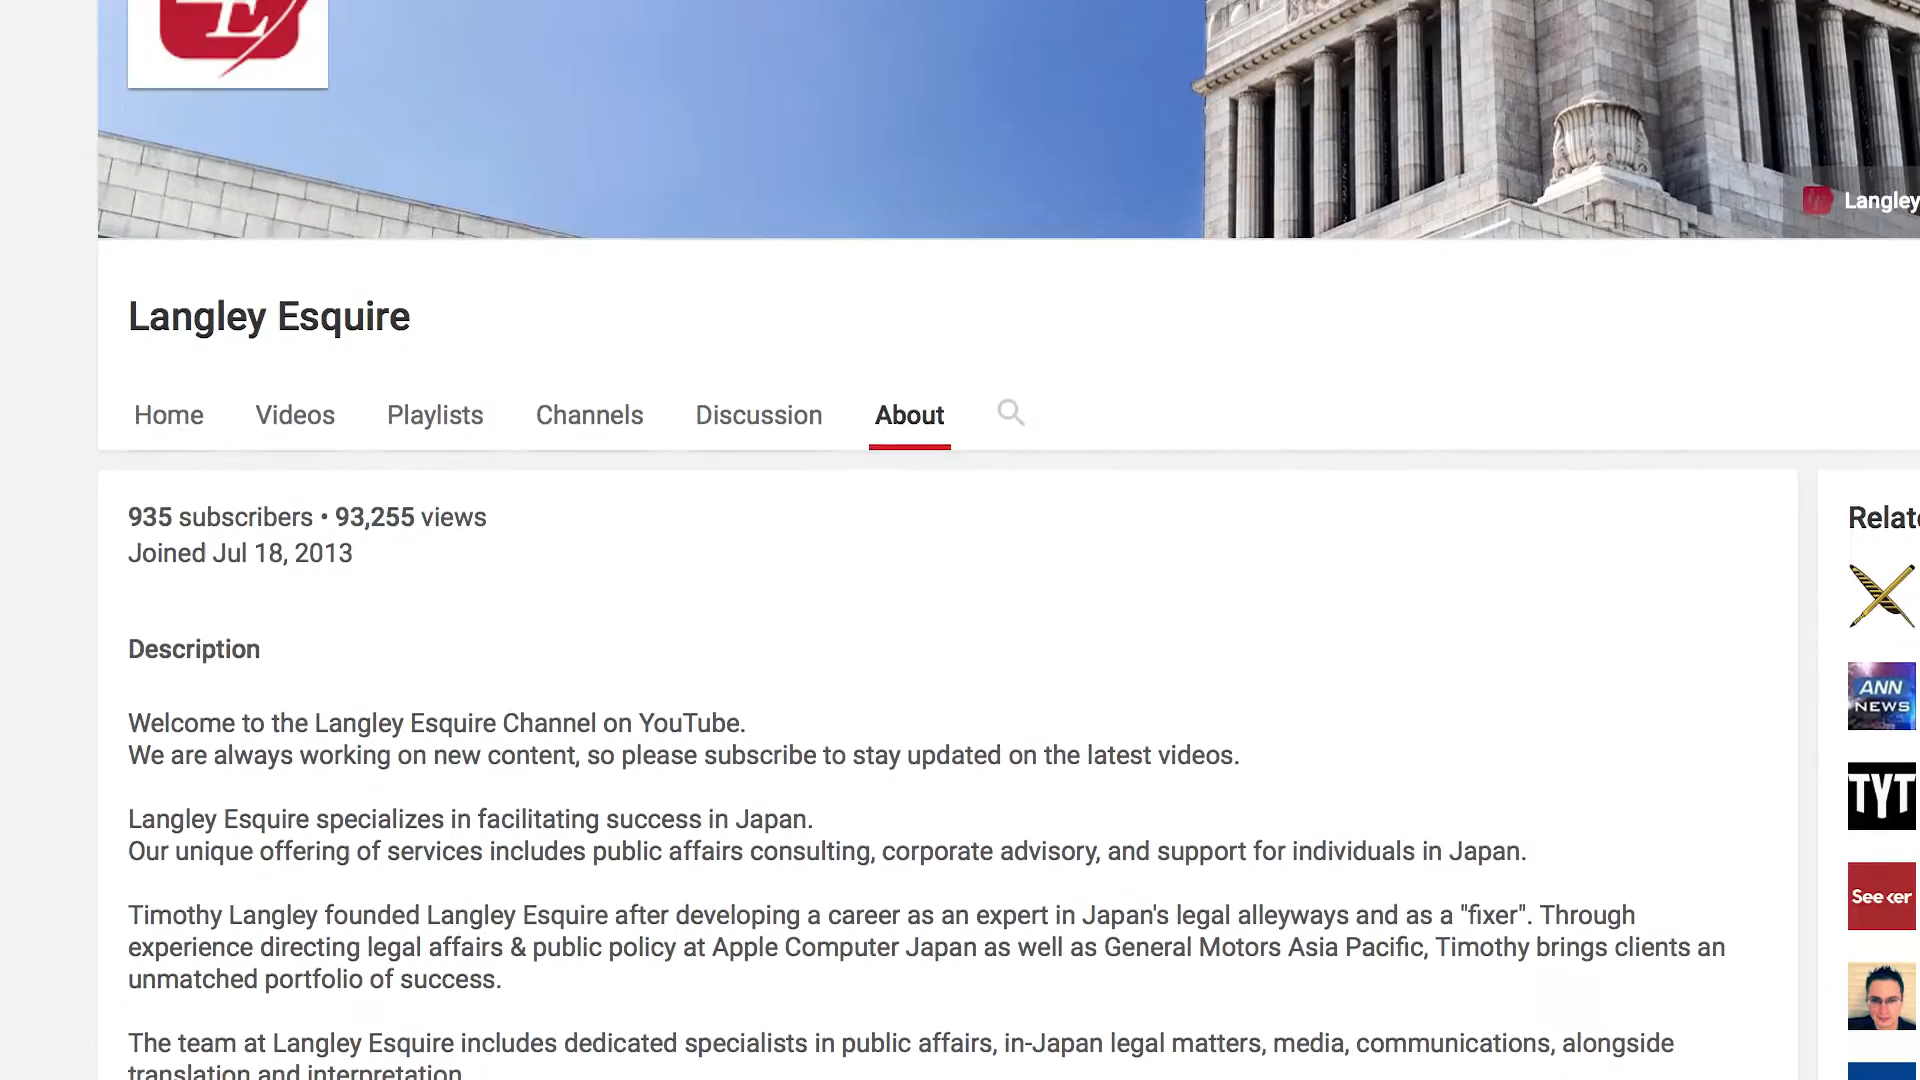 E
Langley
Langley Esquire
Home Videos Playlists Channels Discussion About
935 subscribers • 93,255 views
Joined Jul 18, 2013
Relate
Description
ANN
NEWS
Welcome to the Langley Esquire Channel on YouTube.
We are always working on new content, so please subscribe to stay updated on the latest videos.
TYT
Langley Esquire specializes in facilitating success in Japan.
Our unique offering of services includes public affairs consulting, corporate advisory, and support for individuals in Japan.
Seeker
Timothy Langley founded Langley Esquire after developing a career as an expert in Japan's legal alleyways and as a "fixer". Through
experience directing legal affairs & public policy at Apple Computer Japan as well as General Motors Asia Pacific, Timothy brings clients an
unmatched portfolio of success.
The team at Langley Esquire includes dedicated specialists in public affairs, in-Japan legal matters, media, communications, alongside
translation and interpretation.